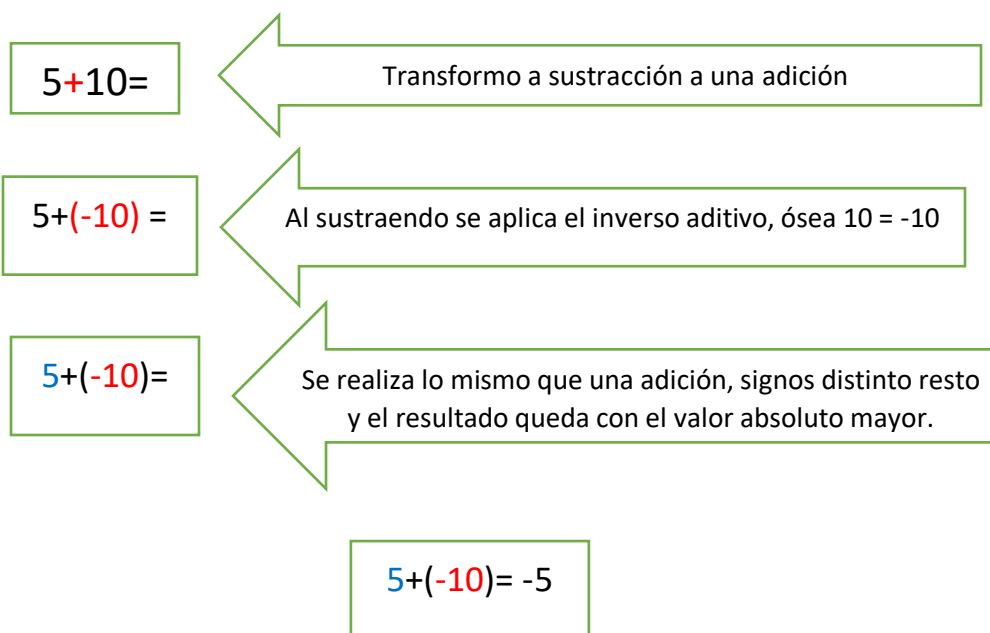 5+10=
Transformo a sustracción a una adición
5+(-10) =
Al sustraendo se aplica el inverso aditivo, ósea 10 = -10
5+(-10)=
Se realiza lo mismo que una adición, signos distinto resto
y el resultado queda con el valor absoluto mayor.
5+(-10)= -5